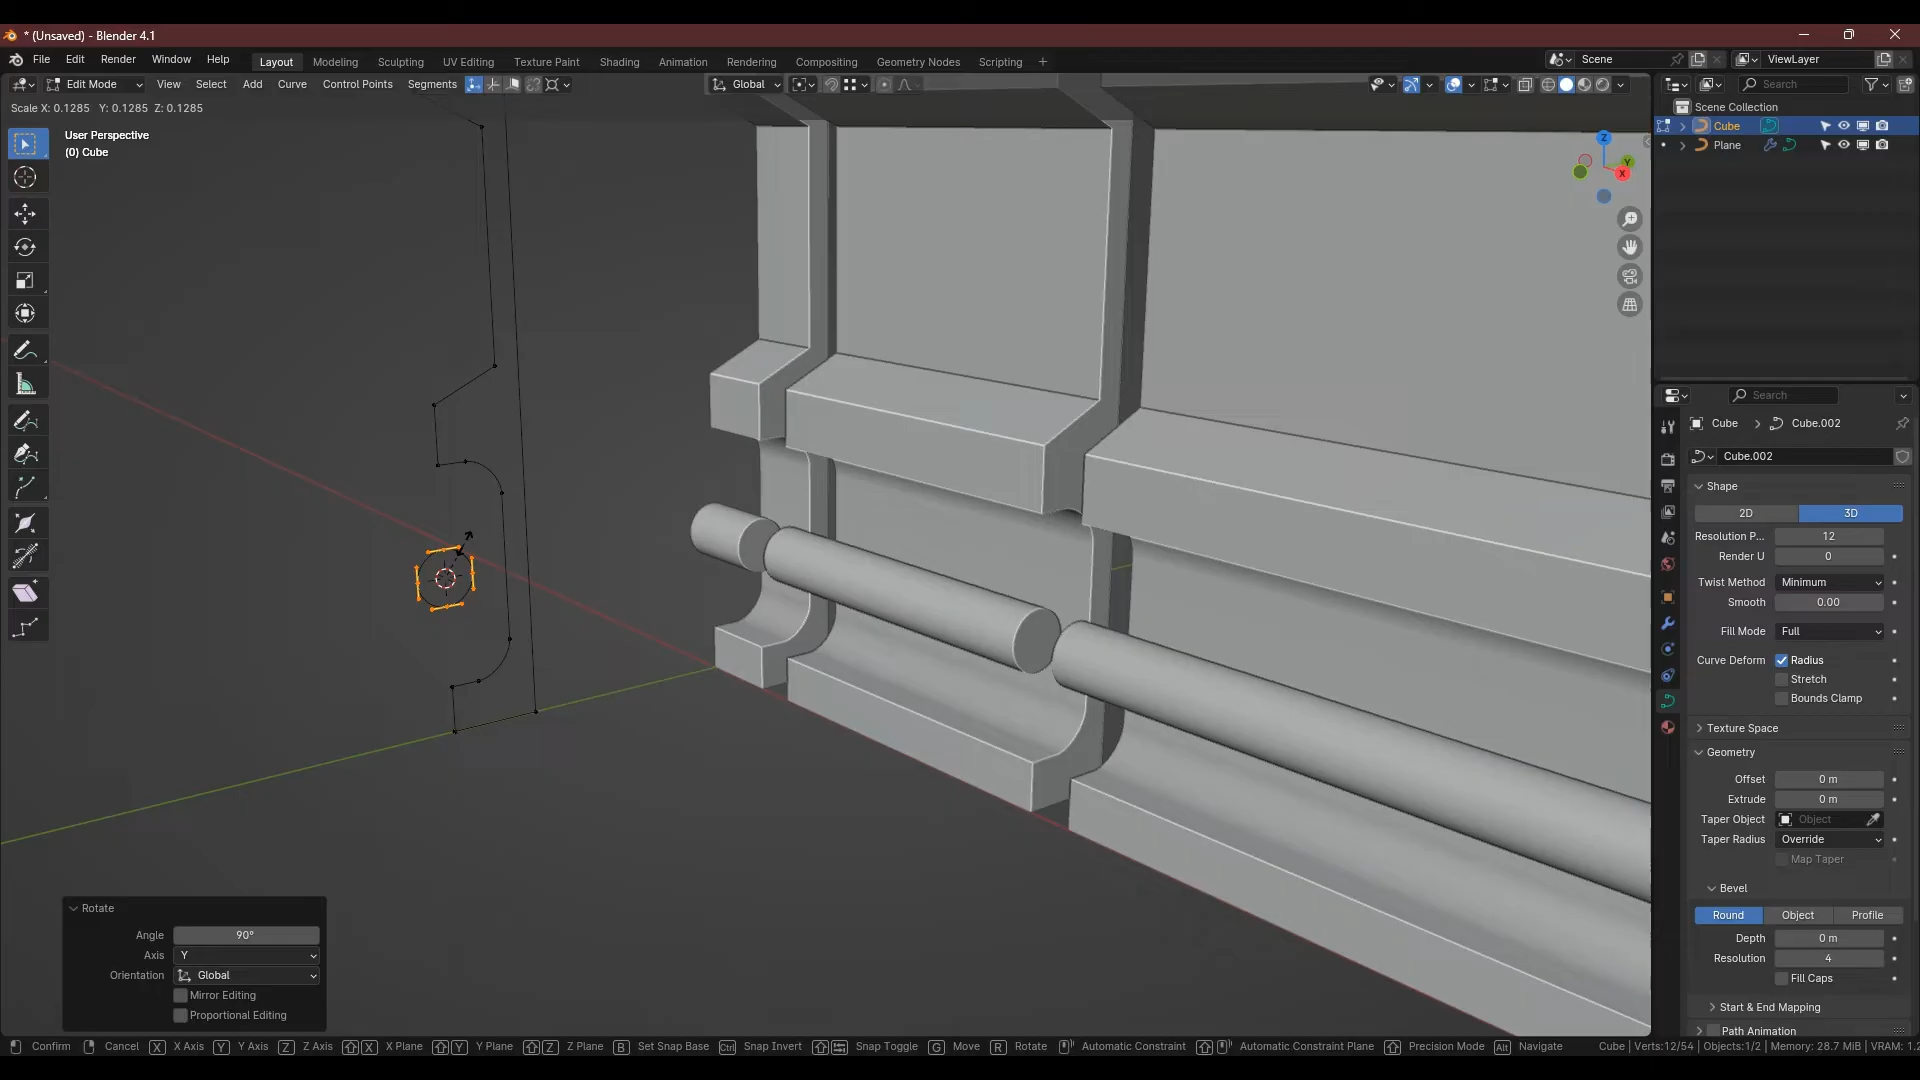 * (Unsaved) - Blender 4.1
File Edit Render Window Help Layout Modeling Sculpting UV Editing Texture Paint Shading Animation Rendering Compositing Geometry Nodes Scripting + Scene ViewLayer
Edit Mode View Select Add Curve Control Points Segments Global Search
Scale X: 0.1285 Y: 0.1285 Z: 0.1285
Scene Collection
Cube
Plane
User Perspective
(0) Cube
Z
Y
X
Search
Cube > Cube.002
Cube.002
Shape
2D 3D
Resolution P... 12
Render U 0
Twist Method Minimum
Smooth 0.00
Fill Mode Full
Curve Deform Radius
Stretch
Bounds Clamp
Texture Space
Geometry
Offset 0 m
Extrude 0 m
Taper Object Object
Taper Radius Override
Map Taper
Bevel
Round Object Profile
Depth 0 m
Resolution 4
Fill Caps
Start & End Mapping
Path Animation
Rotate
Angle 90°
Axis Y
Orientation Global
Mirror Editing
Proportional Editing
Confirm Cancel X X Axis Y Y Axis Z Z Axis X X Plane Y Y Plane Z Z Plane B Set Snap Base Ctrl Snap Invert Snap Toggle G Move R Rotate Automatic Constraint Automatic Constraint Plane Precision Mode Alt Navigate Cube | Verts:12/54 | Objects:1/2 | Memory: 28.7 MiB | VRAM: 1.2